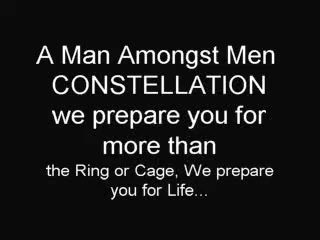 A Man Amongst Men
CONSTELLATION
we prepare you for
more than
the Ring or Cage, We prepare
you for Life...